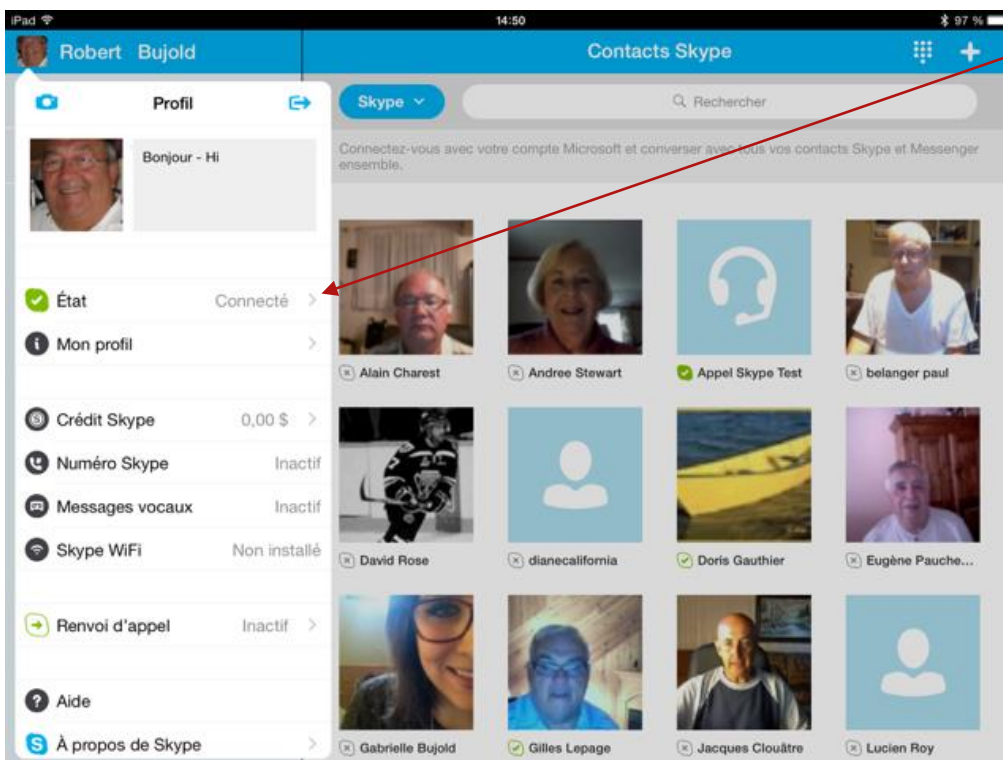 iPad 14:50 97 %
Robert Bujold
Contacts Skype
Profil
Bonjour - Hi
État Connecté
Mon profil
Crédit Skype 0,00 $
Numéro Skype Inactif
Messages vocaux Inactif
Skype WiFi Non installé
Renvoi d'appel Inactif
Aide
À propos de Skype
Skype Rechercher
Connectez-vous avec votre compte Microsoft et converser avec tous vos contacts Skype et Messenger
ensemble.
Alain Charest Andree Stewart Appel Skype Test belanger paul
David Rose dianecalifornia Doris Gauthier Eugène Pauche...
Gabrielle Bujold Gilles Lepage Jacques Clouâtre Lucien Roy